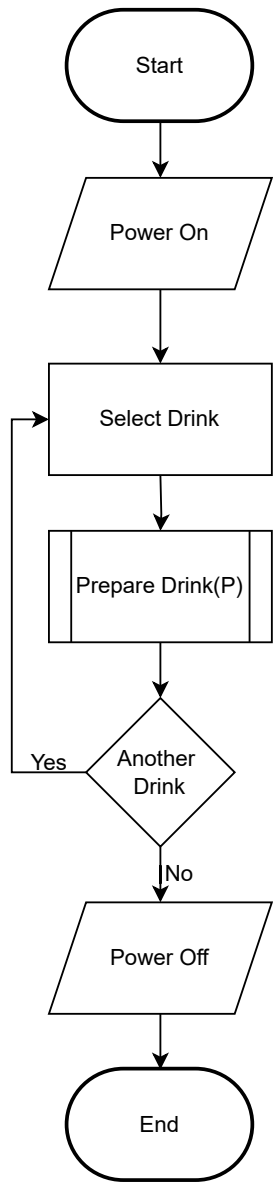 Start
Power On
Select Drink
Prepare Drink(P)
Another
Drink
Yes
No
Power Off
End